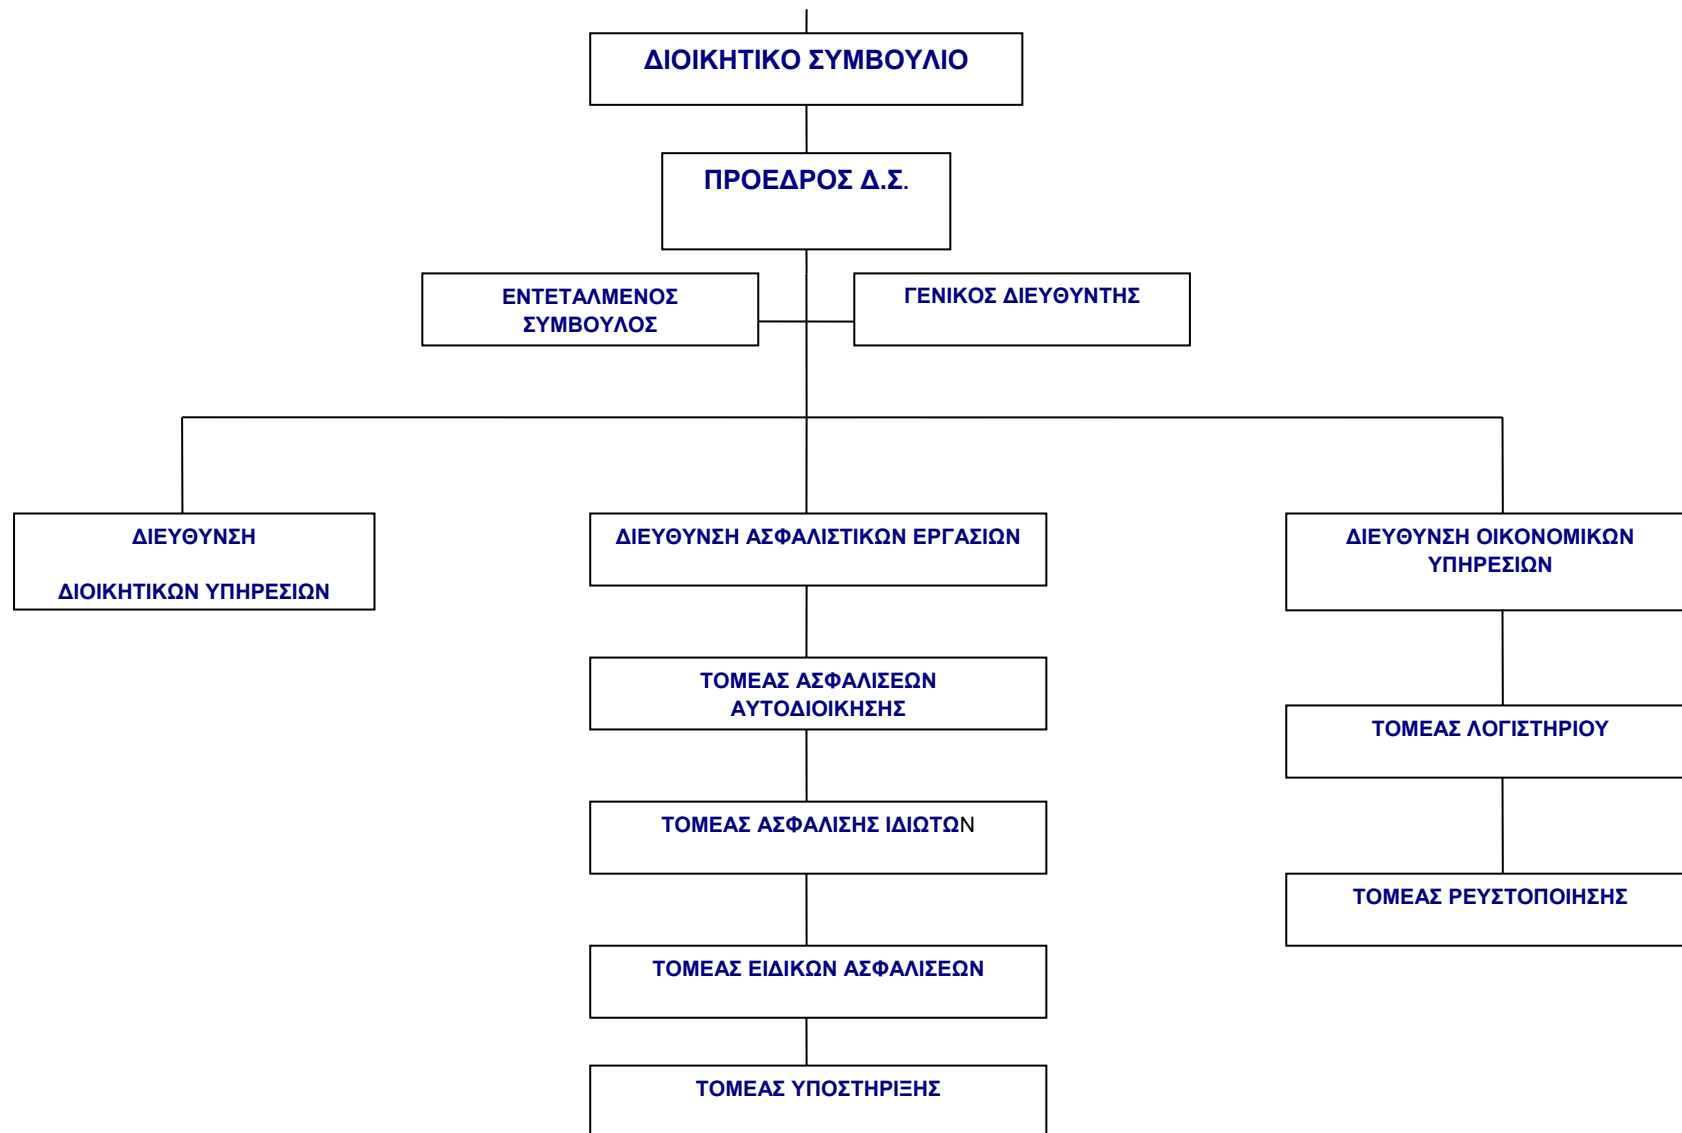 ΔΙΟΙΚΗΤΙΚΟ ΣΥΜΒΟΥΛΙΟ
ΠΡΟΕΔΡΟΣ Δ.Σ.
ΕΝΤΕΤΑΛΜΕΝΟΣ
ΣΥΜΒΟΥΛΟΣ
ΓΕΝΙΚΟΣ ΔΙΕΥΘΥΝΤΗΣ
ΔΙΕΥΘΥΝΣΗ
ΔΙΟΙΚΗΤΙΚΩΝ ΥΠΗΡΕΣΙΩΝ
ΔΙΕΥΘΥΝΣΗ ΑΣΦΑΛΙΣΤΙΚΩΝ ΕΡΓΑΣΙΩΝ
ΔΙΕΥΘΥΝΣΗ ΟΙΚΟΝΟΜΙΚΩΝ
ΥΠΗΡΕΣΙΩΝ
ΤΟΜΕΑΣ ΑΣΦΑΛΙΣΕΩΝ
ΑΥΤΟΔΙΟΙΚΗΣΗΣ
ΤΟΜΕΑΣ ΛΟΓΙΣΤΗΡΙΟΥ
ΤΟΜΕΑΣ ΑΣΦΑΛΙΣΗΣ ΙΔΙΩΤΩΝ
ΤΟΜΕΑΣ ΡΕΥΣΤΟΠΟΙΗΣΗΣ
ΤΟΜΕΑΣ ΕΙΔΙΚΩΝ ΑΣΦΑΛΙΣΕΩΝ
ΤΟΜΕΑΣ ΥΠΟΣΤΗΡΙΞΗΣ